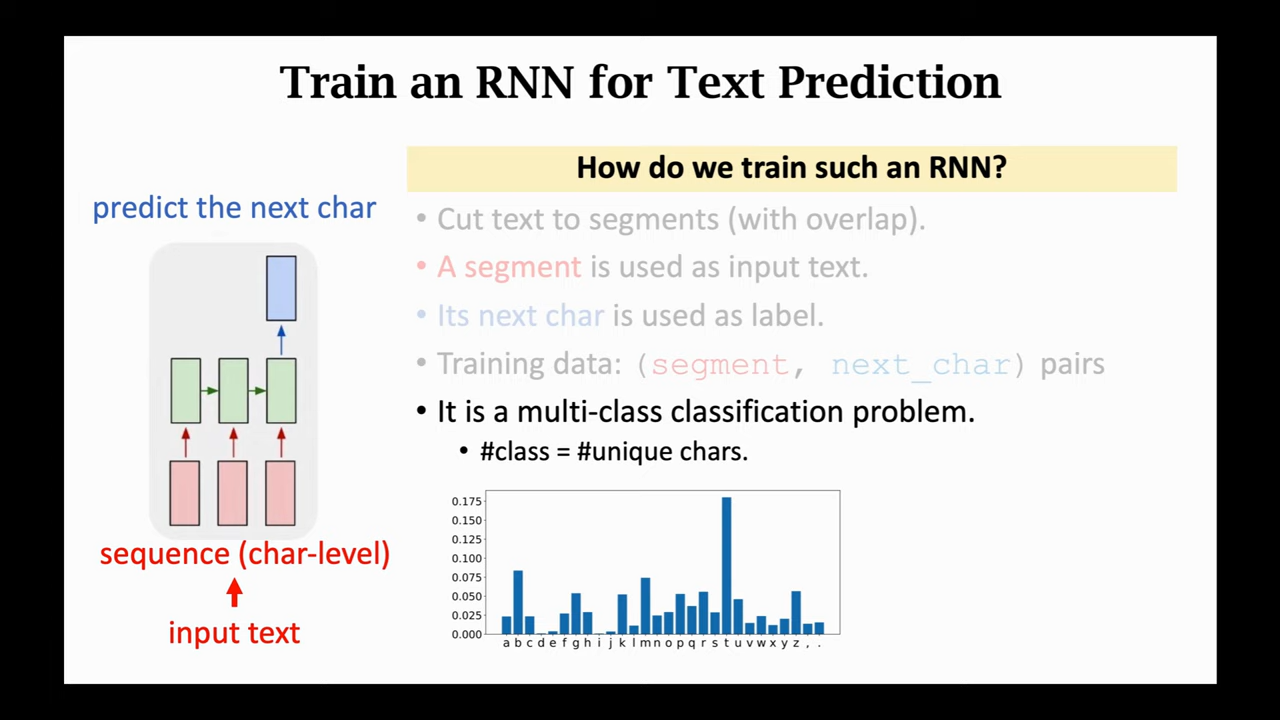 Train an RNN for Text Prediction
How do we train such an RNN?
predict the next char
• Cut text to segments (with overlap).
• A segment is used as input text.
• Its next char is used as label.
• Training data: (segment, next_char) pairs
• It is a multi-class classification problem.
• #class = #unique chars.
sequence (char-level)
input text
0.175
0.150
0.125
0.100
0.075
0.050
0.025
0.000
a b c d e f g h i j k l m n o p q r s t u v w x y z , .